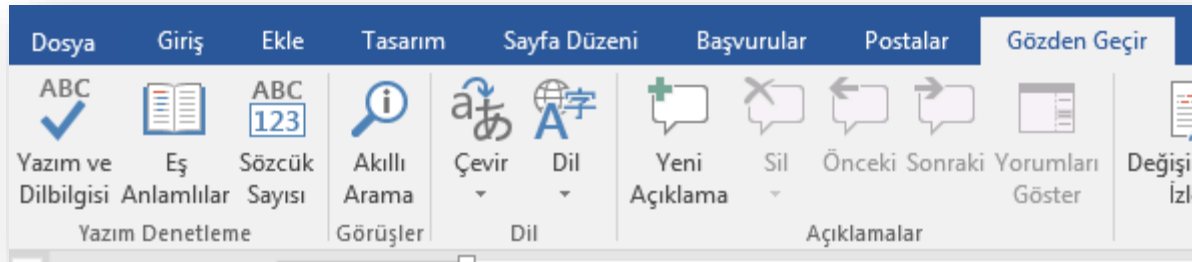 Dosya Giriş Ekle Tasarım Sayfa Düzeni Başvurular Postalar Gözden Geçir
ABC ABC
123
Yazım ve Eş Sözcük Akıllı Çevir Dil Yeni Sil Önceki Sonraki Yorumları
Dilbilgisi Anlamlılar Sayısı Arama Açıklama Göster
Yazım Denetleme Görüşler Dil Açıklamalar